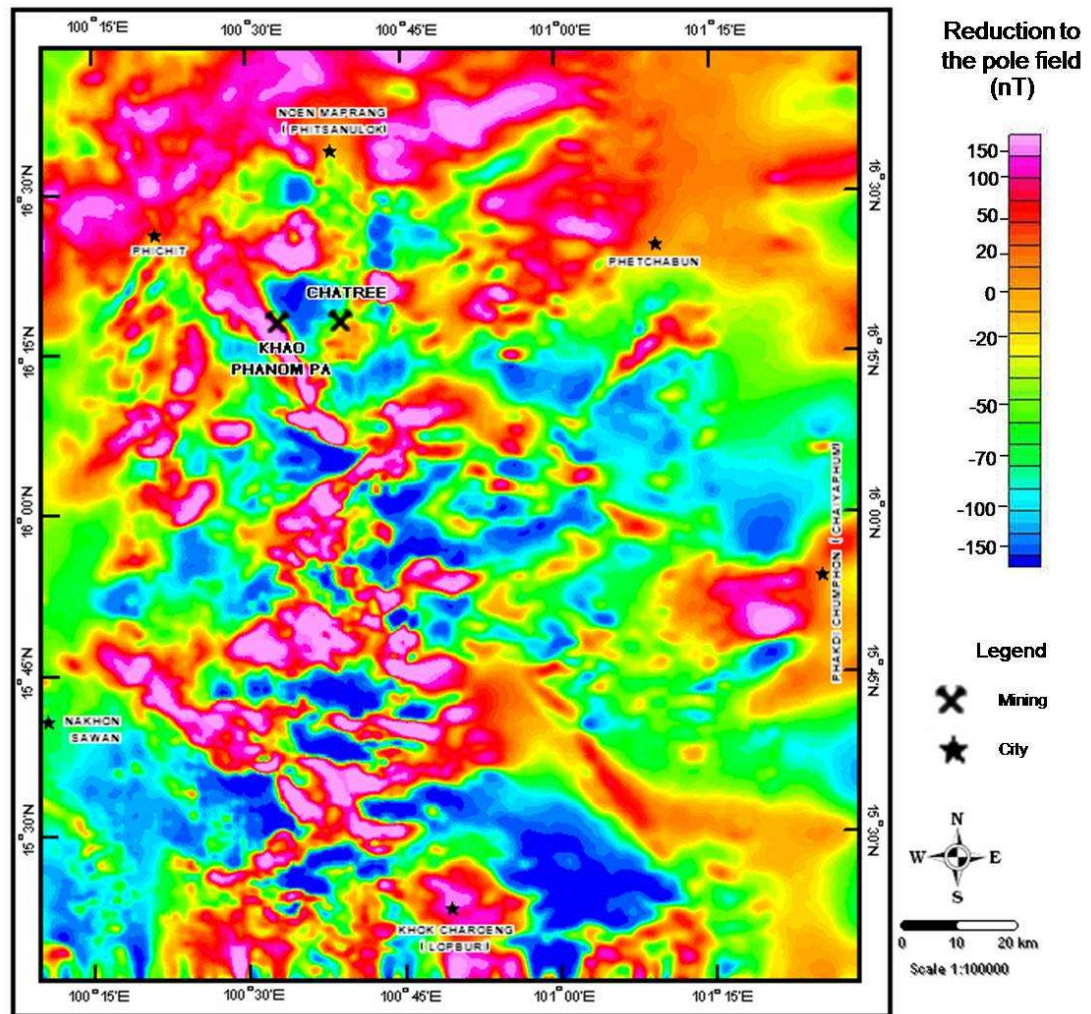 100°15'E 100°30'E 100°45'E 101°00'E 101°15'E
Reduction to
the pole field
(nT)
150
100
50
20
0
-20
-50
-70
-100
-150
16°30'N
16°15'N
16°00'N
15°45'N
15°30'N
NOEN MAPRANG
(PHITSANULOK)
PHICHIT
PHETCHABUN
CHATREE
KHAO
PHANOM PA
PHAKDI CHUMPHON (CHAIYAPHUM)
NAKHON
SAWAN
KHOK CHAROENG
(LOPBURI)
16°30'N
16°15'N
16°00'N
15°45'N
15°30'N
Legend
Mining
City
N
W E
S
0 10 20 km
Scale 1:100000
100°15'E 100°30'E 100°45'E 101°00'E 101°15'E